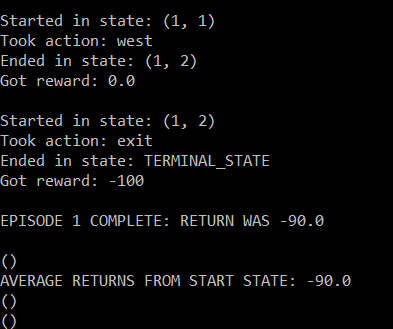 Started in state: (1, 1)
Took action: west
Ended in state: (1, 2)
Got reward: 0.0
Started in state: (1, 2)
Took action: exit
Ended in state: TERMINAL_STATE
Got reward: -100
EPISODE 1 COMPLETE: RETURN WAS -90.0
()
AVERAGE RETURNS FROM START STATE: -90.0
()
()